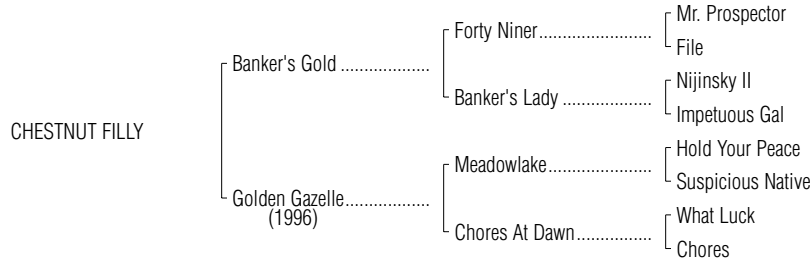 Mr. Prospector
Forty Niner
File
Banker's Gold
Nijinsky II
Banker's Lady
Impetuous Gal
CHESTNUT FILLY
Hold Your Peace
Meadowlake
Suspicious Native
Golden Gazelle
(1996)
What Luck
Chores At Dawn
Chores